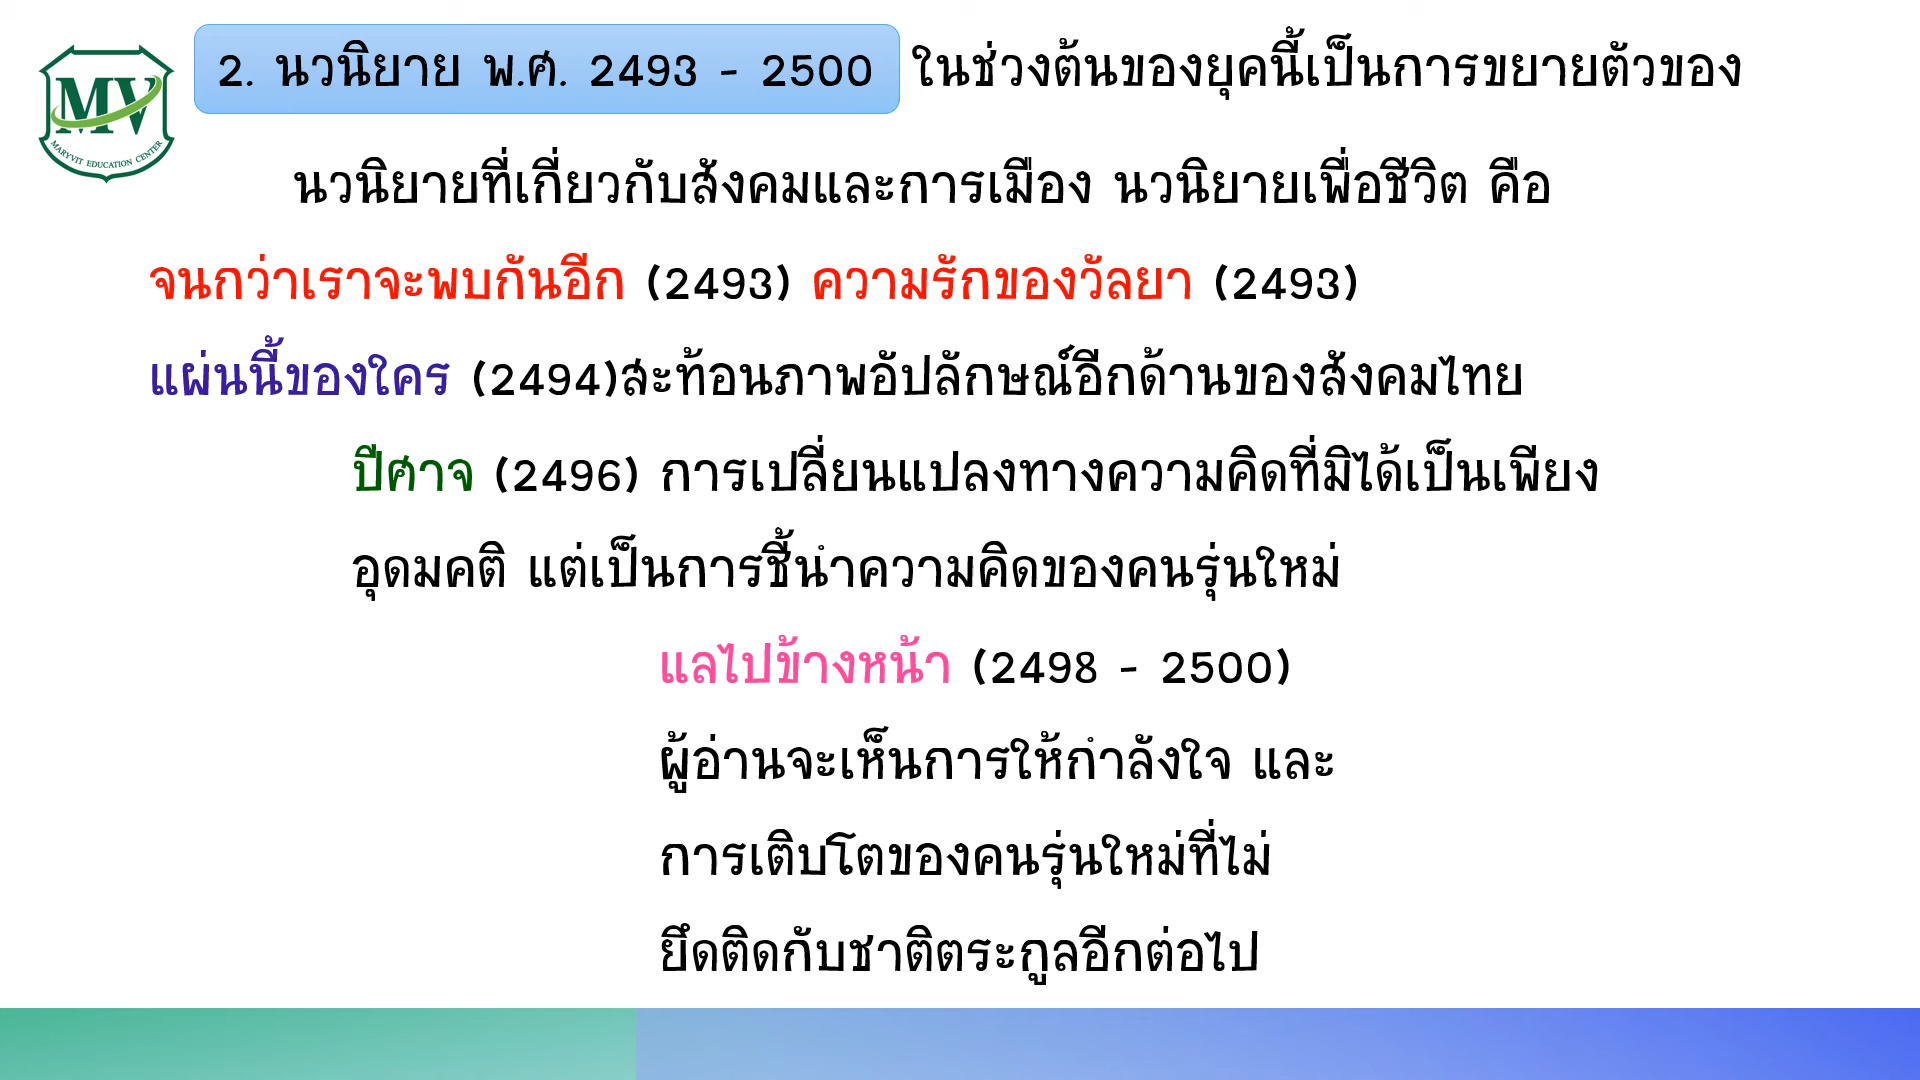 MV
MARYVIT EDUCATION CENTER
2. นวนิยาย พ.ศ. 2493 - 2500 ในช่วงต้นของยุคนี้เป็นการขยายตัวของ
นวนิยายที่เกี่ยวกับสังคมและการเมือง นวนิยายเพื่อชีวิต คือ
จนกว่าเราจะพบกันอีก (2493) ความรักของวัลยา (2493)
แผ่นนี้ของใคร (2494)สะท้อนภาพอัปลักษณ์อีกด้านของสังคมไทย
ปีศาจ (2496) การเปลี่ยนแปลงทางความคิดที่มิได้เป็นเพียง
อุดมคติ แต่เป็นการชี้นำความคิดของคนรุ่นใหม่
แลไปข้างหน้า (2498 - 2500)
ผู้อ่านจะเห็นการให้กำลังใจ และ
การเติบโตของคนรุ่นใหม่ที่ไม่
ยึดติดกับชาติตระกูลอีกต่อไป